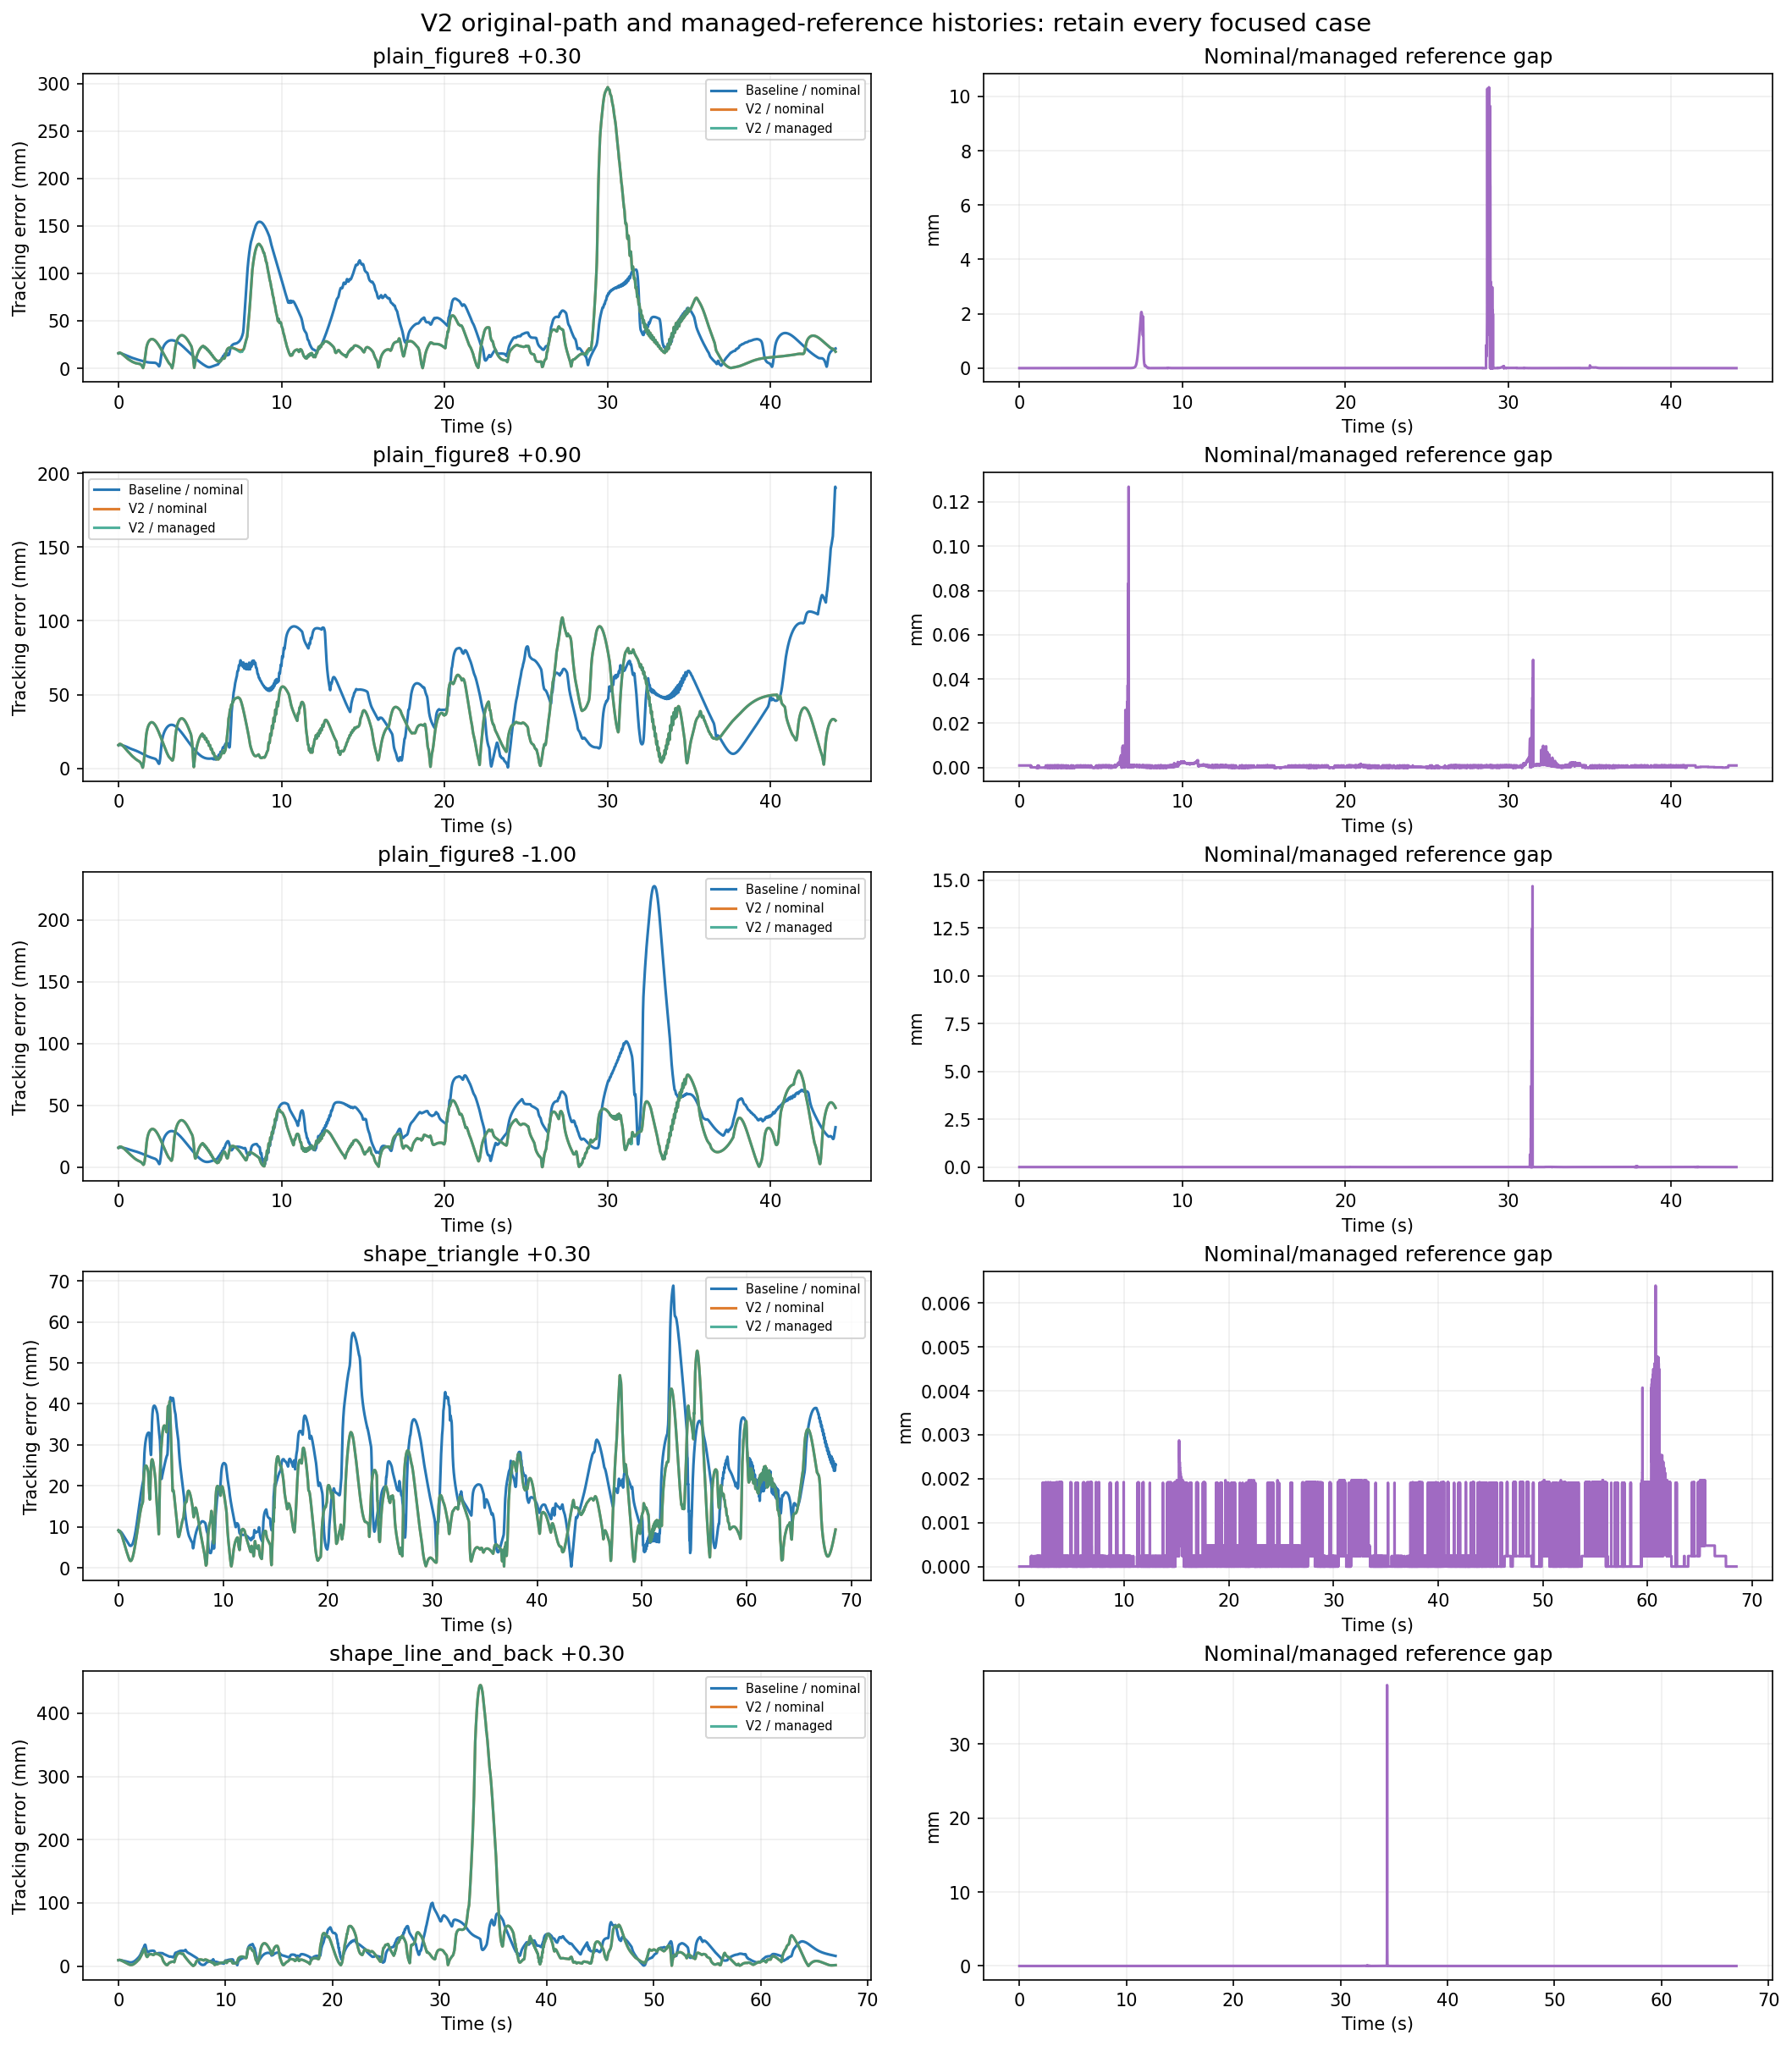 V2 original-path and managed-reference histories: retain every focused case
plain_figure8 +0.30
Tracking error (mm)
300
250
200
150
100
50
0
Baseline / nominal
V2 / nominal
V2 / managed
0 10 20 30 40
Time (s)
Nominal/managed reference gap
mm
10
8
6
4
2
0
0 10 20 30 40
Time (s)
plain_figure8 +0.90
Tracking error (mm)
200
150
100
50
0
Baseline / nominal
V2 / nominal
V2 / managed
0 10 20 30 40
Time (s)
Nominal/managed reference gap
mm
0.12
0.10
0.08
0.06
0.04
0.02
0.00
0 10 20 30 40
Time (s)
plain_figure8 -1.00
Tracking error (mm)
200
150
100
50
0
Baseline / nominal
V2 / nominal
V2 / managed
0 10 20 30 40
Time (s)
Nominal/managed reference gap
mm
15.0
12.5
10.0
7.5
5.0
2.5
0.0
0 10 20 30 40
Time (s)
shape_triangle +0.30
Tracking error (mm)
70
60
50
40
30
20
10
0
Baseline / nominal
V2 / nominal
V2 / managed
0 10 20 30 40 50 60 70
Time (s)
Nominal/managed reference gap
mm
0.006
0.005
0.004
0.003
0.002
0.001
0.000
0 10 20 30 40 50 60 70
Time (s)
shape_line_and_back +0.30
Tracking error (mm)
400
300
200
100
0
Baseline / nominal
V2 / nominal
V2 / managed
0 10 20 30 40 50 60 70
Time (s)
Nominal/managed reference gap
mm
30
20
10
0
0 10 20 30 40 50 60 70
Time (s)